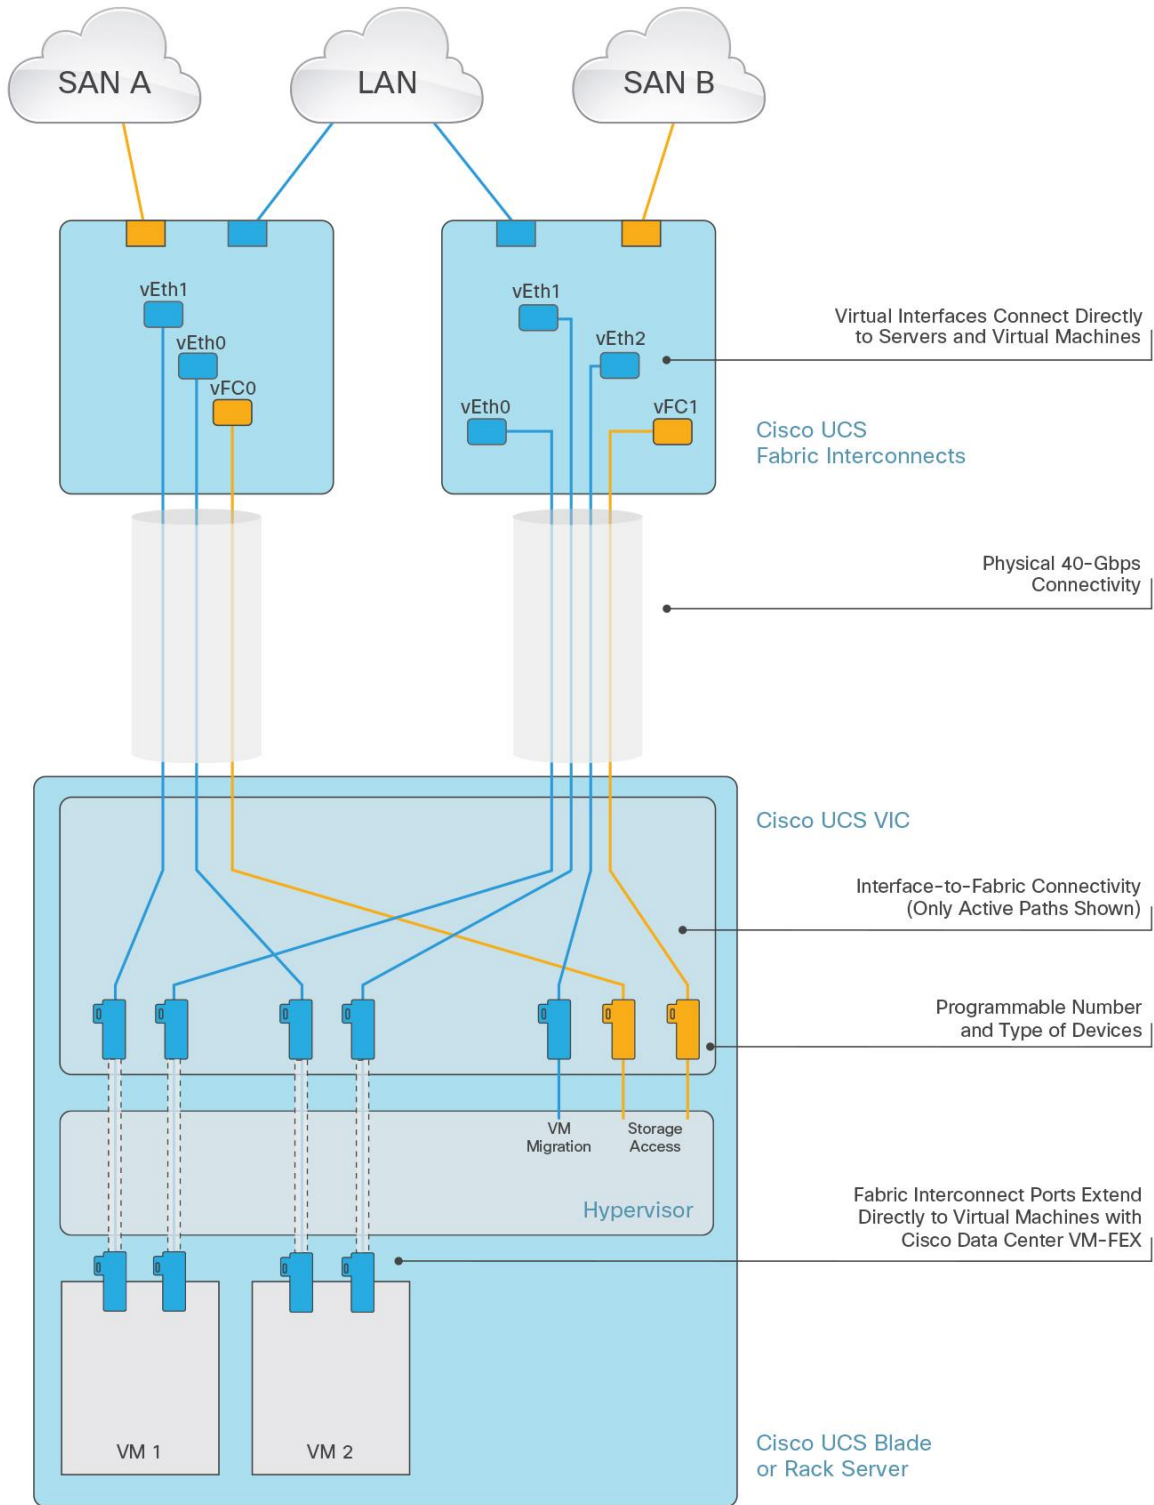 SAN A
LAN
SAN B
vEth1
vEth0
vFC0
vEth1
vEth2
vEth0
vFC1
Virtual Interfaces Connect Directly
to Servers and Virtual Machines
Cisco UCS
Fabric Interconnects
Physical 40-Gbps
Connectivity
Cisco UCS VIC
Interface-to-Fabric Connectivity
(Only Active Paths Shown)
Programmable Number
and Type of Devices
VM
Migration
Storage
Access
Hypervisor
Fabric Interconnect Ports Extend
Directly to Virtual Machines with
Cisco Data Center VM-FEX
VM 1
VM 2
Cisco UCS Blade
or Rack Server